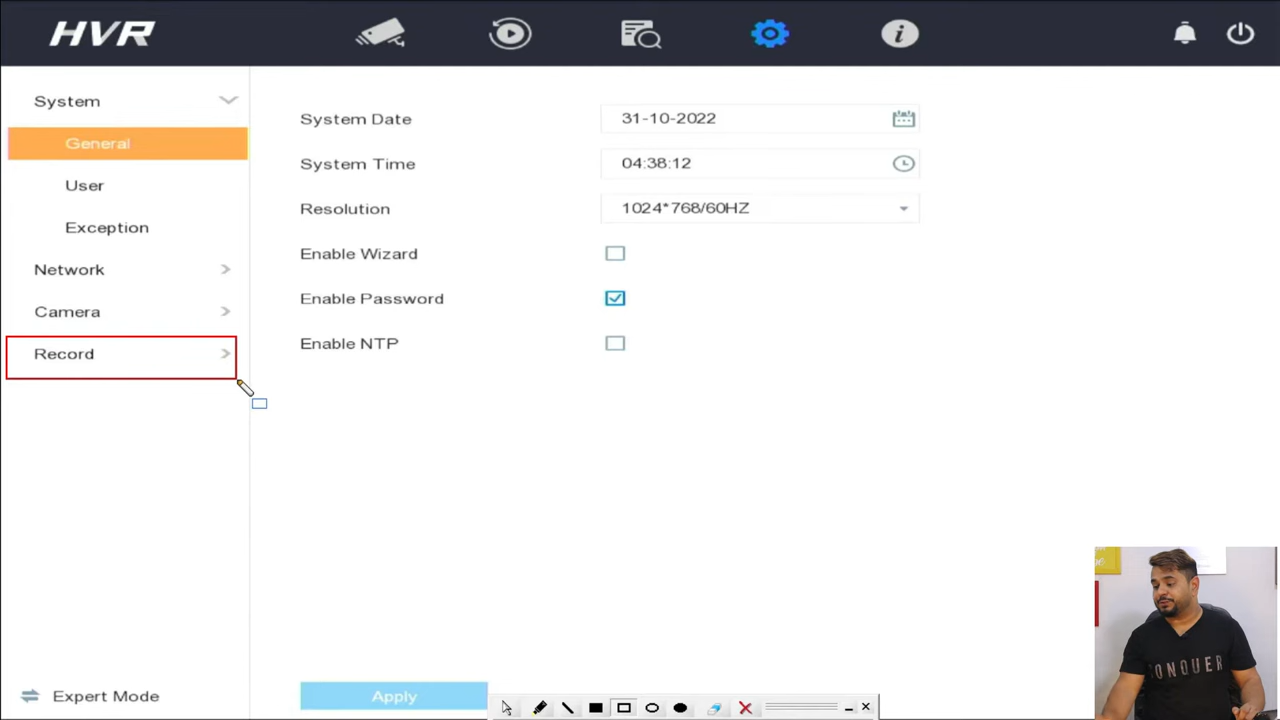 HVR
System
General
User
Exception
Network
Camera
Record
Expert Mode
System Date 31-10-2022
System Time 04:38:12
Resolution 1024*768/60HZ
Enable Wizard
Enable Password
Enable NTP
Apply
CONQUER